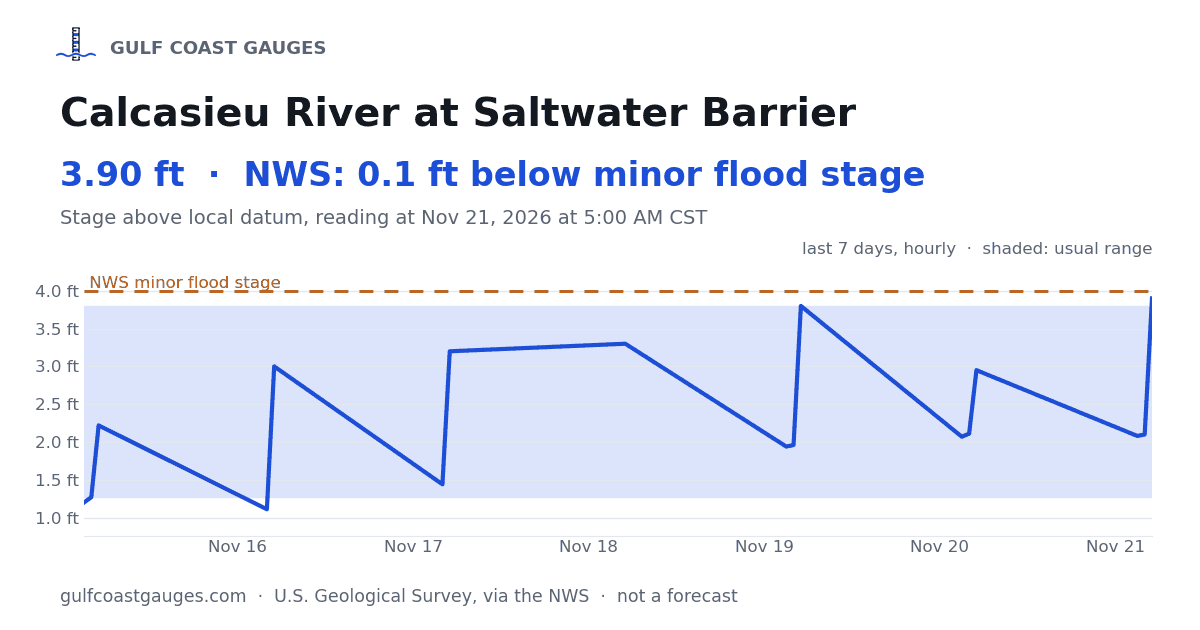 GULF COAST GAUGES
Calcasieu River at Saltwater Barrier
3.90 ft · NWS: 0.1 ft below minor flood stage
Stage above local datum, reading at Nov 21, 2026 at 5:00 AM CST
last 7 days, hourly · shaded: usual range
NWS minor flood stage
4.0 ft
3.5 ft
3.0 ft
2.5 ft
2.0 ft
1.5 ft
1.0 ft
Nov 16
Nov 17
Nov 18
Nov 19
Nov 20
Nov 21
gulfcoastgauges.com · U.S. Geological Survey, via the NWS · not a forecast